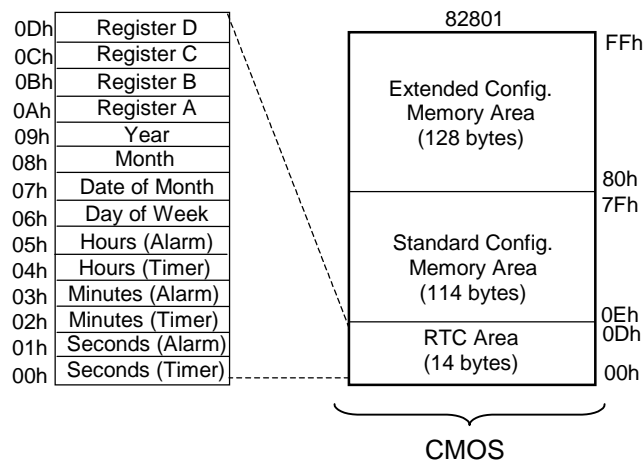 0Dh Register D
0Ch Register C
0Bh Register B
0Ah Register A
09h Year
08h Month
07h Date of Month
06h Day of Week
05h Hours (Alarm)
04h Hours (Timer)
03h Minutes (Alarm)
02h Minutes (Timer)
01h Seconds (Alarm)
00h Seconds (Timer)
82801
FFh
Extended Config.
Memory Area
(128 bytes)
80h
7Fh
Standard Config.
Memory Area
(114 bytes)
0Eh
0Dh
RTC Area
(14 bytes)
00h
CMOS